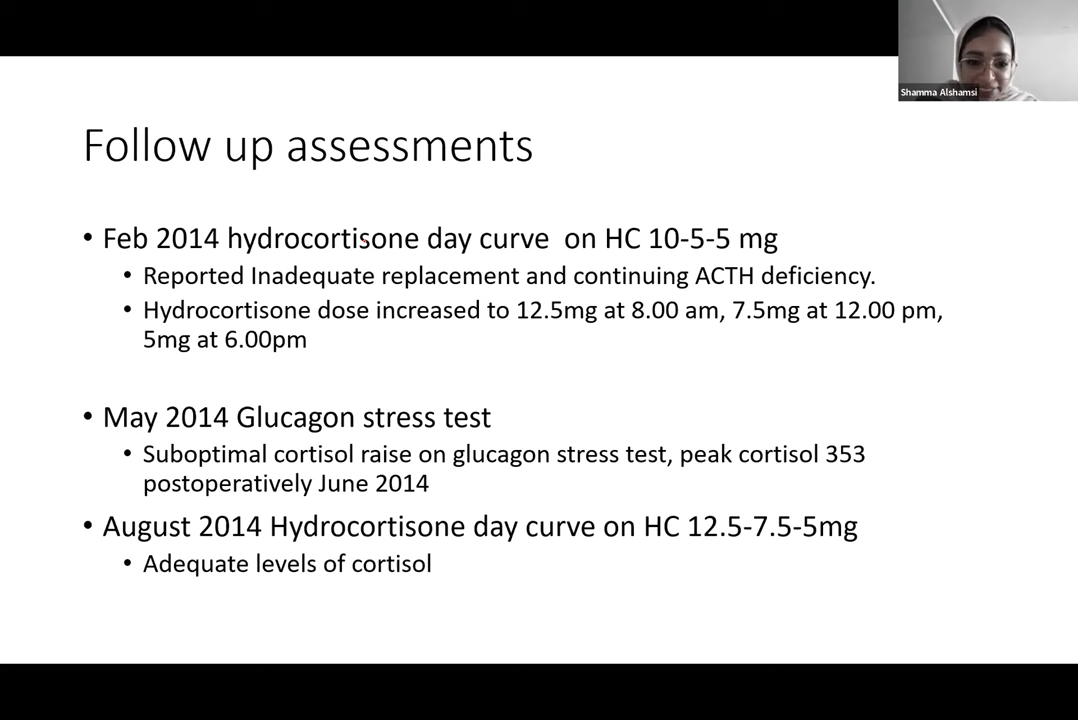 Shamma Alshamsi
Follow up assessments
• Feb 2014 hydrocortisone day curve on HC 10-5-5 mg
• Reported Inadequate replacement and continuing ACTH deficiency.
• Hydrocortisone dose increased to 12.5mg at 8.00 am, 7.5mg at 12.00 pm,
5mg at 6.00pm
• May 2014 Glucagon stress test
• Suboptimal cortisol raise on glucagon stress test, peak cortisol 353
postoperatively June 2014
• August 2014 Hydrocortisone day curve on HC 12.5-7.5-5mg
• Adequate levels of cortisol